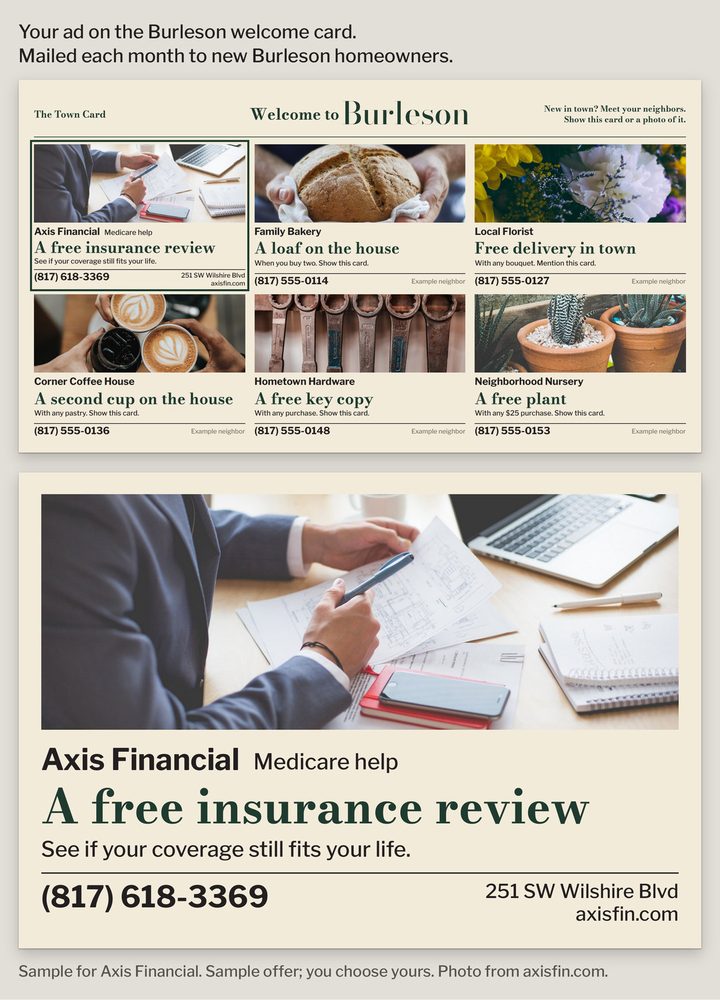 Your ad on the Burleson welcome card.
Mailed each month to new Burleson homeowners.
The Town Card
Welcome to Burleson
New in town? Meet your neighbors.
Show this card or a photo of it.
Axis Financial Medicare help
A free insurance review
See if your coverage still fits your life.
(817) 618-3369
251 SW Wilshire Blvd
axisfin.com
Family Bakery
A loaf on the house
When you buy two. Show this card.
(817) 555-0114
Example neighbor
Local Florist
Free delivery in town
With any bouquet. Mention this card.
(817) 555-0127
Example neighbor
Corner Coffee House
A second cup on the house
With any pastry. Show this card.
(817) 555-0136
Example neighbor
Hometown Hardware
A free key copy
With any purchase. Show this card.
(817) 555-0148
Example neighbor
Neighborhood Nursery
A free plant
With any $25 purchase. Show this card.
(817) 555-0153
Example neighbor
Axis Financial Medicare help
A free insurance review
See if your coverage still fits your life.
(817) 618-3369
251 SW Wilshire Blvd
axisfin.com
Sample for Axis Financial. Sample offer; you choose yours. Photo from axisfin.com.